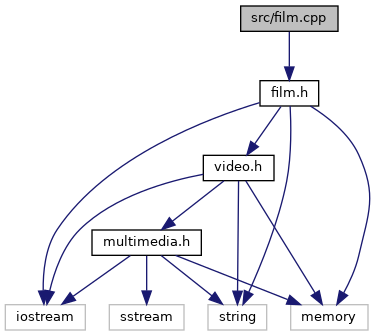 src/film.cpp
film.h
video.h
multimedia.h
iostream
sstream
string
memory